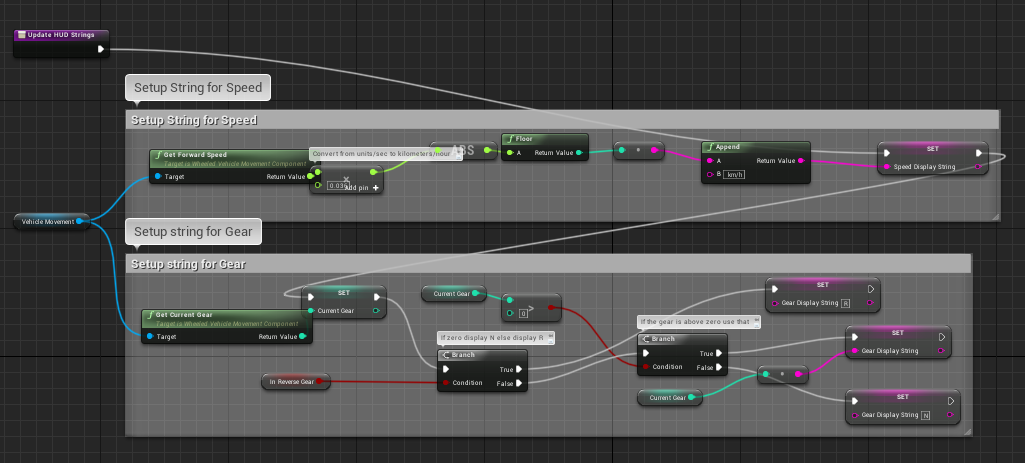 Update HUD Strings
Setup String for Speed
Setup String for Speed
Convert from units/sec to kilometers/hour
Get Forward Speed
Target is Wheeled Vehicle Movement Component
Target
Return Value
X
Add pin +
ABS
Floor
A
Return Value
Append
A
Return Value
B
km/h
SET
Speed Display String
Vehicle Movement
Setup string for Gear
Setup string for Gear
SET
Current Gear
Get Current Gear
Target is Wheeled Vehicle Movement Component
Target
Return Value
Current Gear
>
0
If zero display N else display R
Branch
True
Condition
False
In Reverse Gear
If the gear is above zero use that
Branch
True
Condition
False
Current Gear
SET
Gear Display String
R
SET
Gear Display String
SET
Gear Display String
N